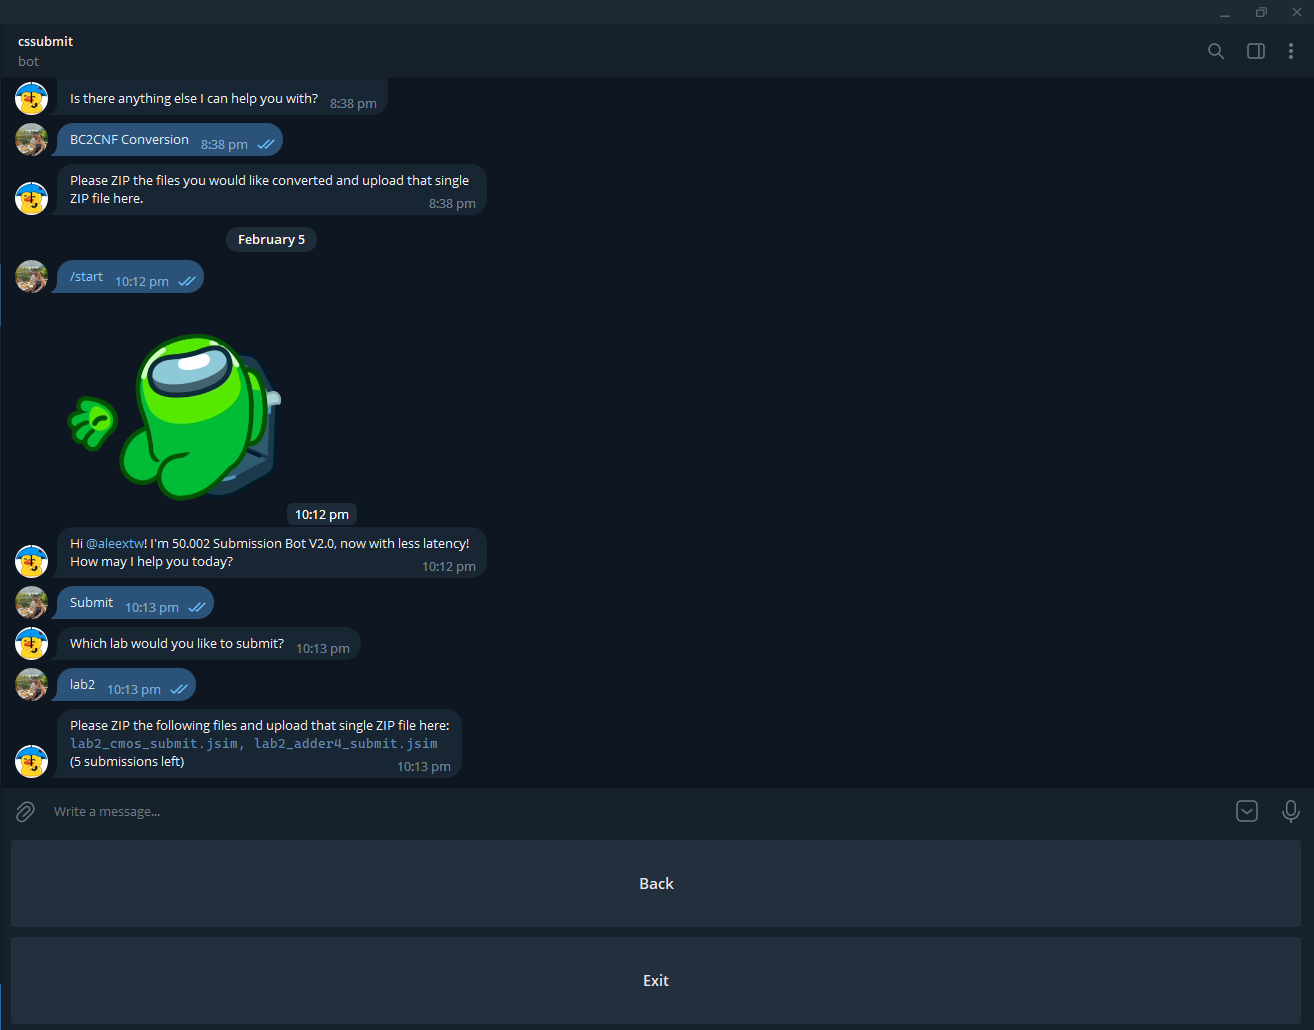 cssubmit
bot
Is there anything else I can help you with? 8:38 pm
BC2CNF Conversion 8:38 pm
Please ZIP the files you would like converted and upload that single
ZIP file here. 8:38 pm
February 5
/start 10:12 pm
10:12 pm
Hi @aleextw! I'm 50.002 Submission Bot V2.0, now with less latency!
How may I help you today? 10:12 pm
Submit 10:13 pm
Which lab would you like to submit? 10:13 pm
lab2 10:13 pm
Please ZIP the following files and upload that single ZIP file here:
lab2_cmos_submit.jsim, lab2_adder4_submit.jsim
(5 submissions left) 10:13 pm
Write a message...
Back
Exit